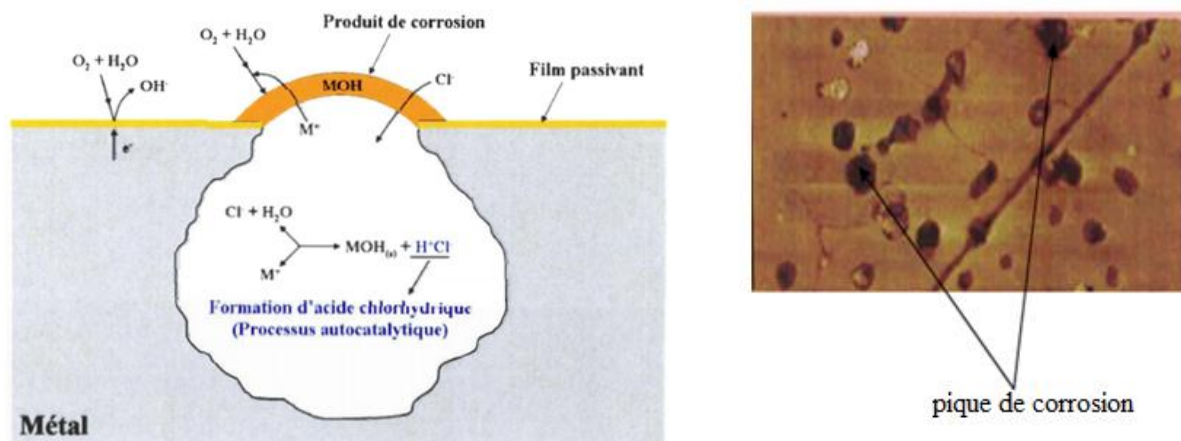 Produit de corrosion
O₂ + H₂O
O₂ + H₂O
OH⁻
MOH
Cl⁻
Film passivant
M⁺
e⁻
Cl⁻ + H₂O
MOH₍ₛ₎ + H⁺Cl⁻
M⁺
Formation d'acide chlorhydrique
(Processus autocatalytique)
Métal
pique de corrosion